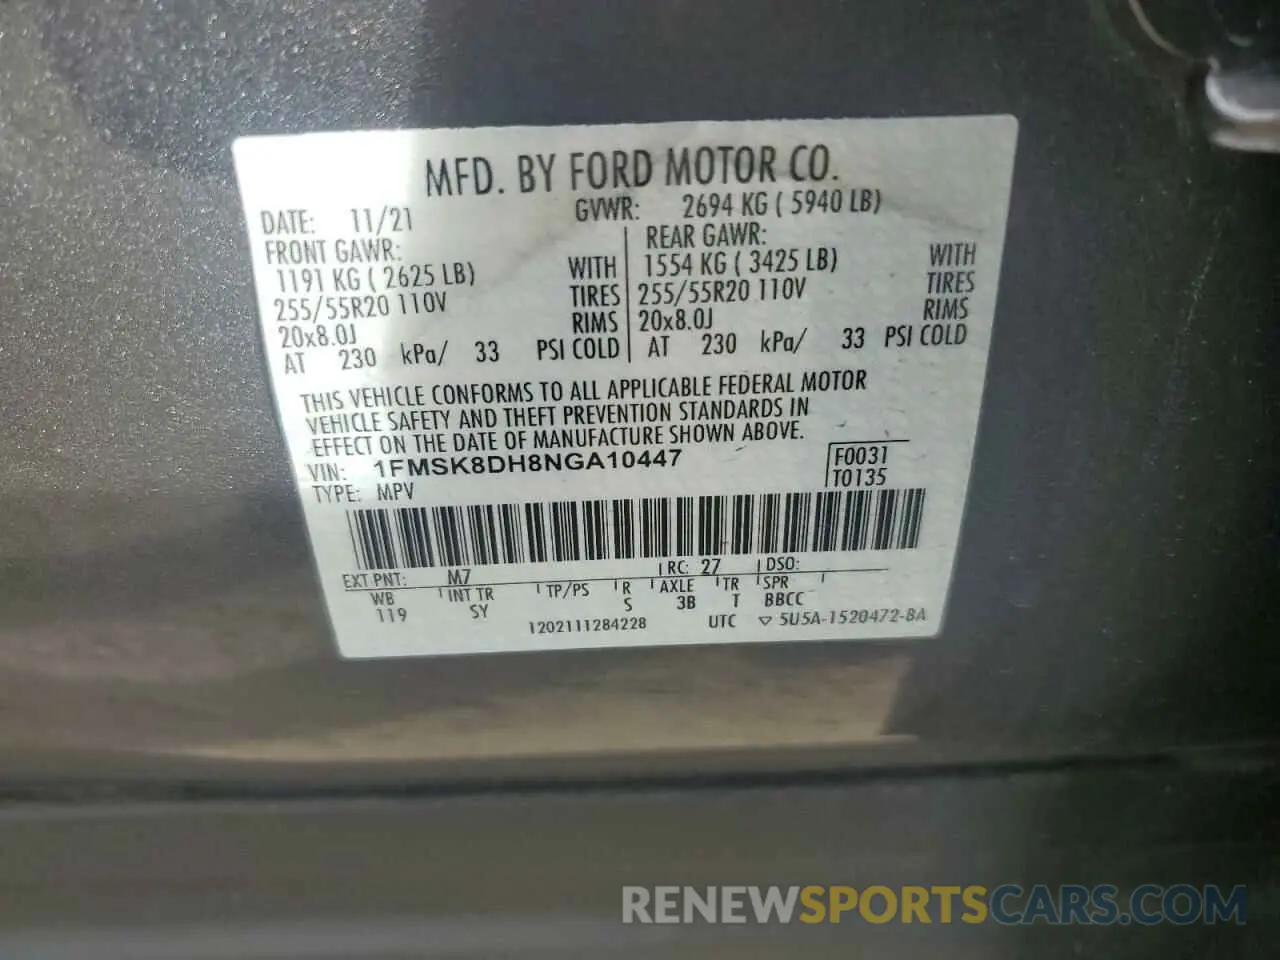 MFD. BY FORD MOTOR CO.
DATE: 11/21 GVWR: 2694 KG ( 5940 LB)
FRONT GAWR: REAR GAWR:
1191 KG ( 2625 LB) WITH 1554 KG ( 3425 LB) WITH
255/55R20 110V TIRES 255/55R20 110V TIRES
20x8.0J RIMS 20x8.0J RIMS
AT 230 kPa/ 33 PSI COLD AT 230 kPa/ 33 PSI COLD
THIS VEHICLE CONFORMS TO ALL APPLICABLE FEDERAL MOTOR
VEHICLE SAFETY AND THEFT PREVENTION STANDARDS IN
EFFECT ON THE DATE OF MANUFACTURE SHOWN ABOVE.
VIN: 1FMSK8DH8NGA10447 F0031
TYPE: MPV T0135
EXT PNT: M7 RC: 27 DSO:
WB INT TR TP/PS R AXLE TR SPR
119 SY S 3B T BBCC
1202111284228 UTC ▽ 5U5A-1520472-BA
RENEWSPORTSCARS.COM